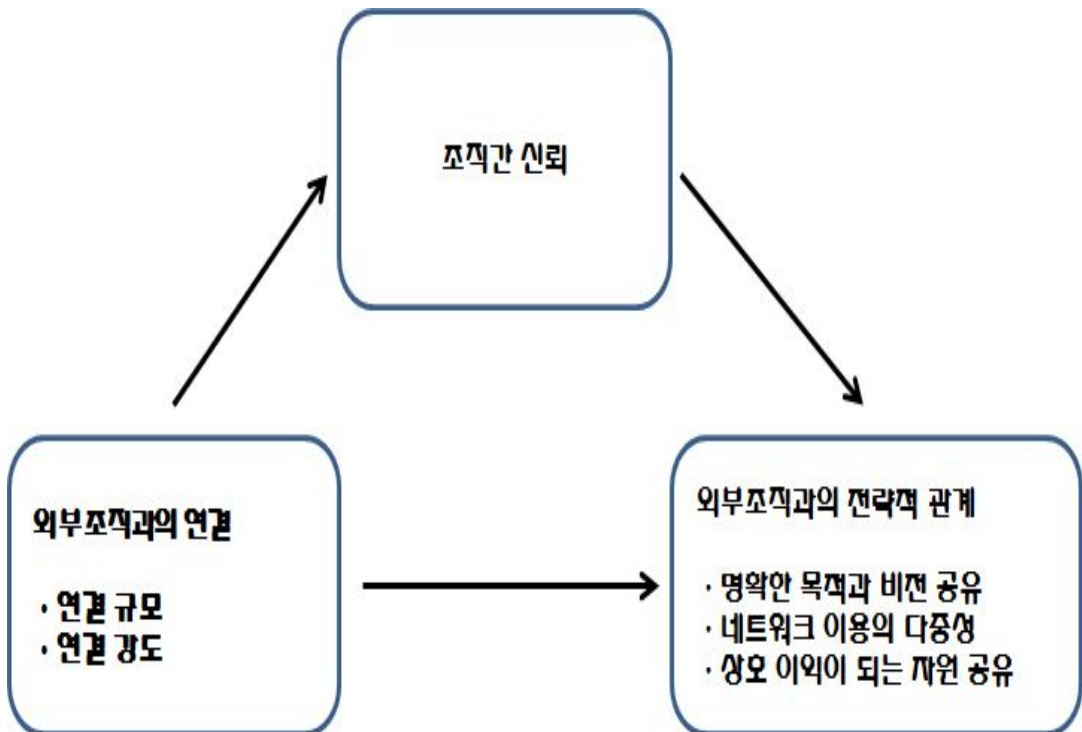 조직간 신뢰
외부조직과의 연결
· 연결 규모
· 연결 강도
외부조직과의 전략적 관계
· 명확한 목적과 비전 공유
· 네트워크 이용의 다중성
· 상호 이익이 되는 자원 공유